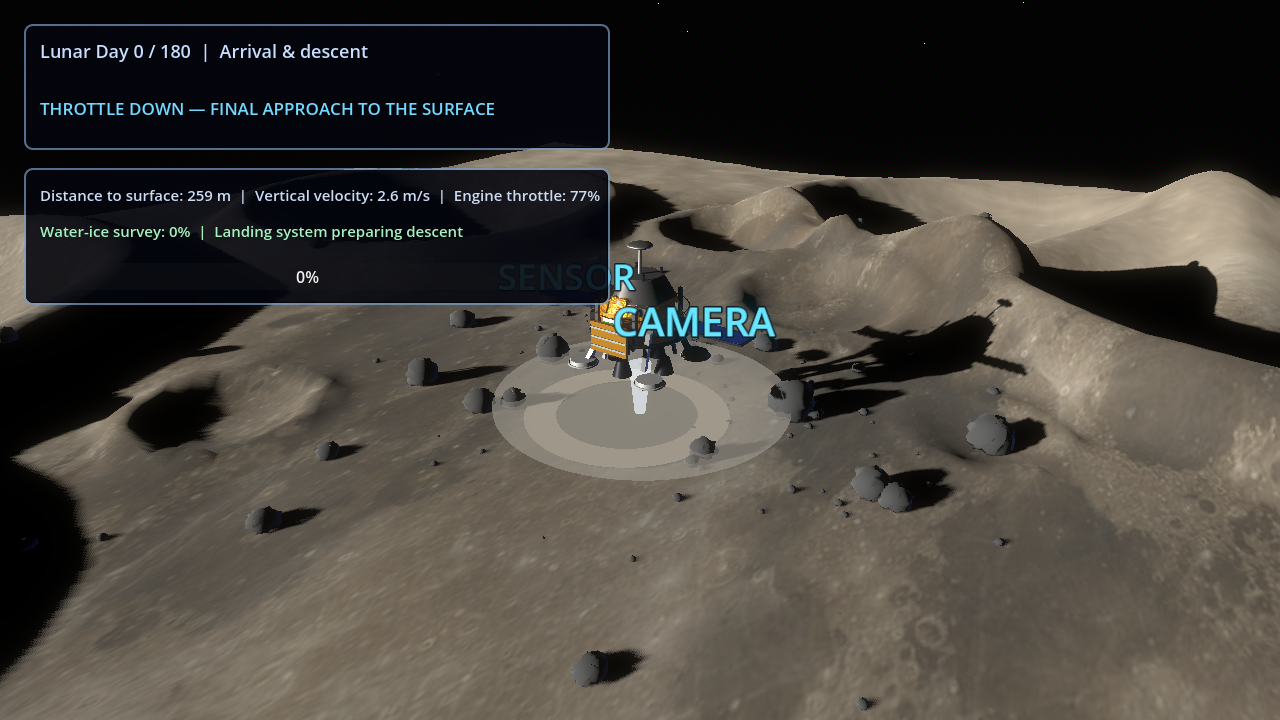 Lunar Day 0 / 180 | Arrival & descent
THROTTLE DOWN — FINAL APPROACH TO THE SURFACE
Distance to surface: 259 m | Vertical velocity: 2.6 m/s | Engine throttle: 77%
Water-ice survey: 0% | Landing system preparing descent
0%
SENSOR
CAMERA